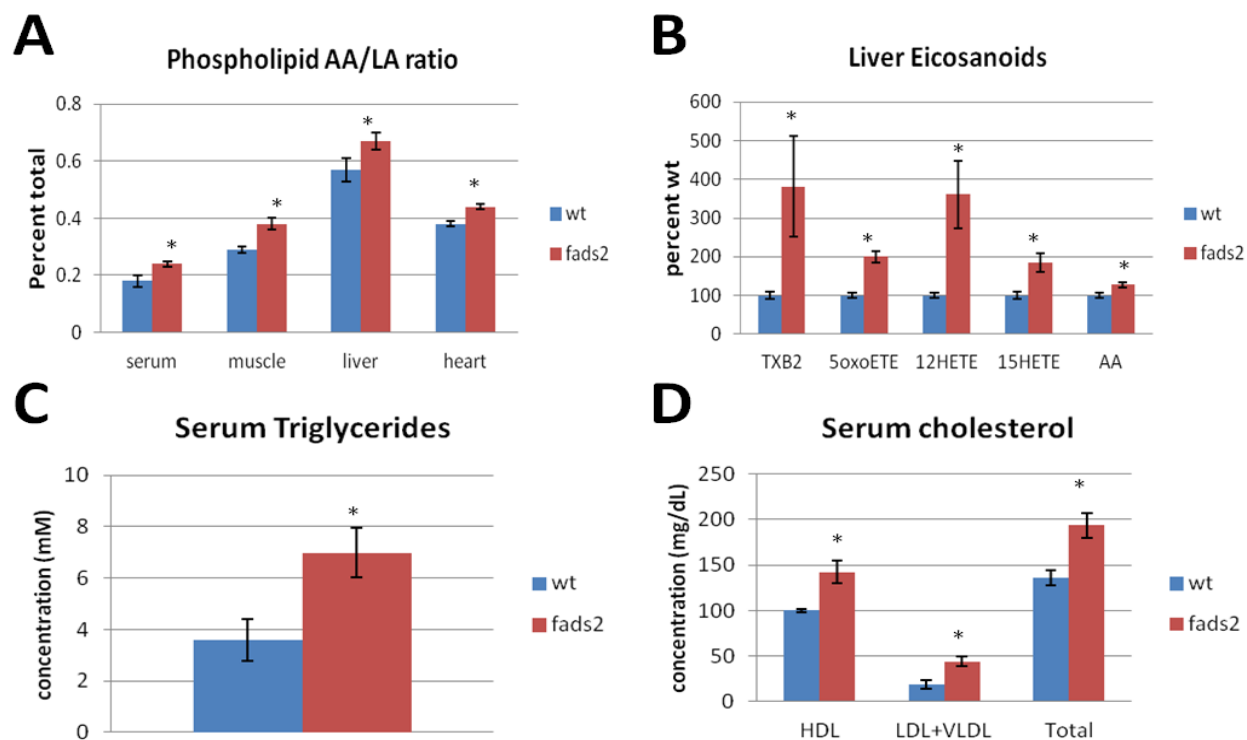 A
Phospholipid AA/LA ratio
Percent total
0.8
0.6
0.4
0.2
0
*
*
*
*
serum muscle liver heart
wt
fads2
B
Liver Eicosanoids
percent wt
600
500
400
300
200
100
0
*
*
*
*
*
TXB2 5oxoETE 12HETE 15HETE AA
wt
fads2
C
Serum Triglycerides
concentration (mM)
10
8
6
4
2
0
*
wt
fads2
D
Serum cholesterol
concentration (mg/dL)
250
200
150
100
50
0
*
*
*
HDL LDL+VLDL Total
wt
fads2